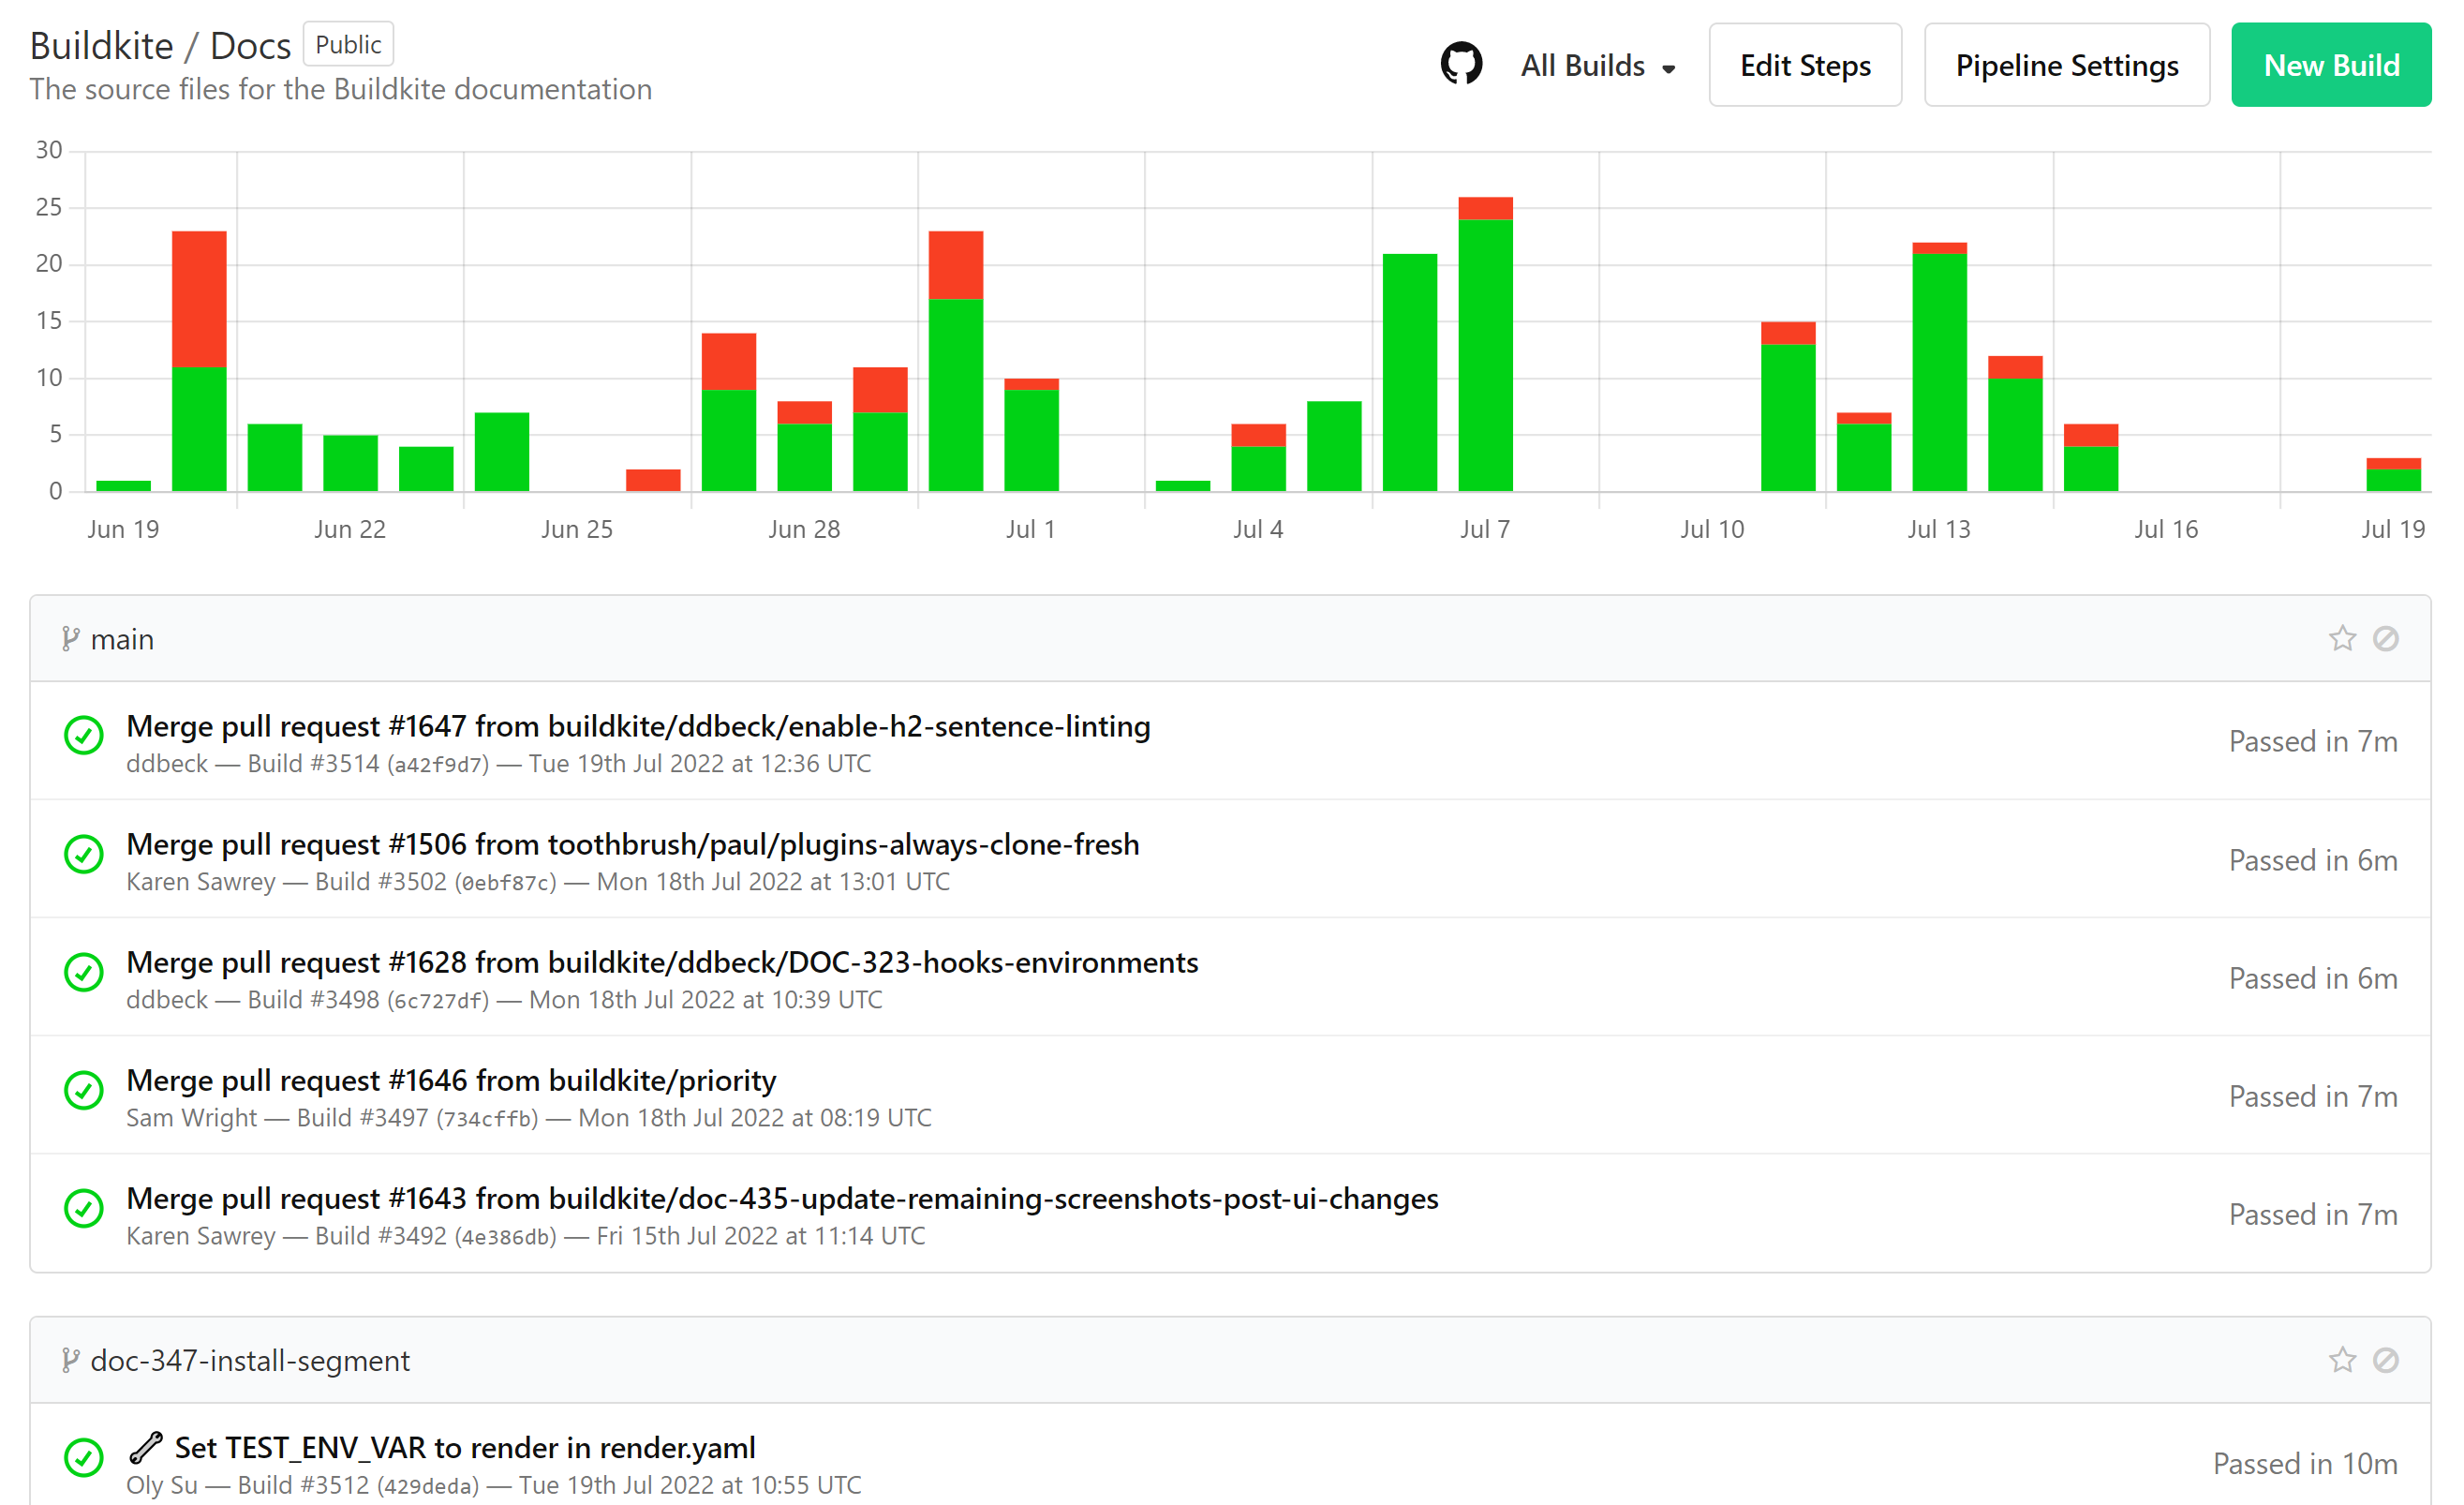 Buildkite / Docs Public
The source files for the Buildkite documentation
All Builds
Edit Steps
Pipeline Settings
New Build
30
25
20
15
10
5
0
Jun 19 Jun 22 Jun 25 Jun 28 Jul 1 Jul 4 Jul 7 Jul 10 Jul 13 Jul 16 Jul 19
main
Merge pull request #1647 from buildkite/ddbeck/enable-h2-sentence-linting
ddbeck — Build #3514 (a42f9d7) — Tue 19th Jul 2022 at 12:36 UTC
Passed in 7m
Merge pull request #1506 from toothbrush/paul/plugins-always-clone-fresh
Karen Sawrey — Build #3502 (0ebf87c) — Mon 18th Jul 2022 at 13:01 UTC
Passed in 6m
Merge pull request #1628 from buildkite/ddbeck/DOC-323-hooks-environments
ddbeck — Build #3498 (6c727df) — Mon 18th Jul 2022 at 10:39 UTC
Passed in 6m
Merge pull request #1646 from buildkite/priority
Sam Wright — Build #3497 (734cffb) — Mon 18th Jul 2022 at 08:19 UTC
Passed in 7m
Merge pull request #1643 from buildkite/doc-435-update-remaining-screenshots-post-ui-changes
Karen Sawrey — Build #3492 (4e386db) — Fri 15th Jul 2022 at 11:14 UTC
Passed in 7m
doc-347-install-segment
Set TEST_ENV_VAR to render in render.yaml
Oly Su — Build #3512 (429deda) — Tue 19th Jul 2022 at 10:55 UTC
Passed in 10m